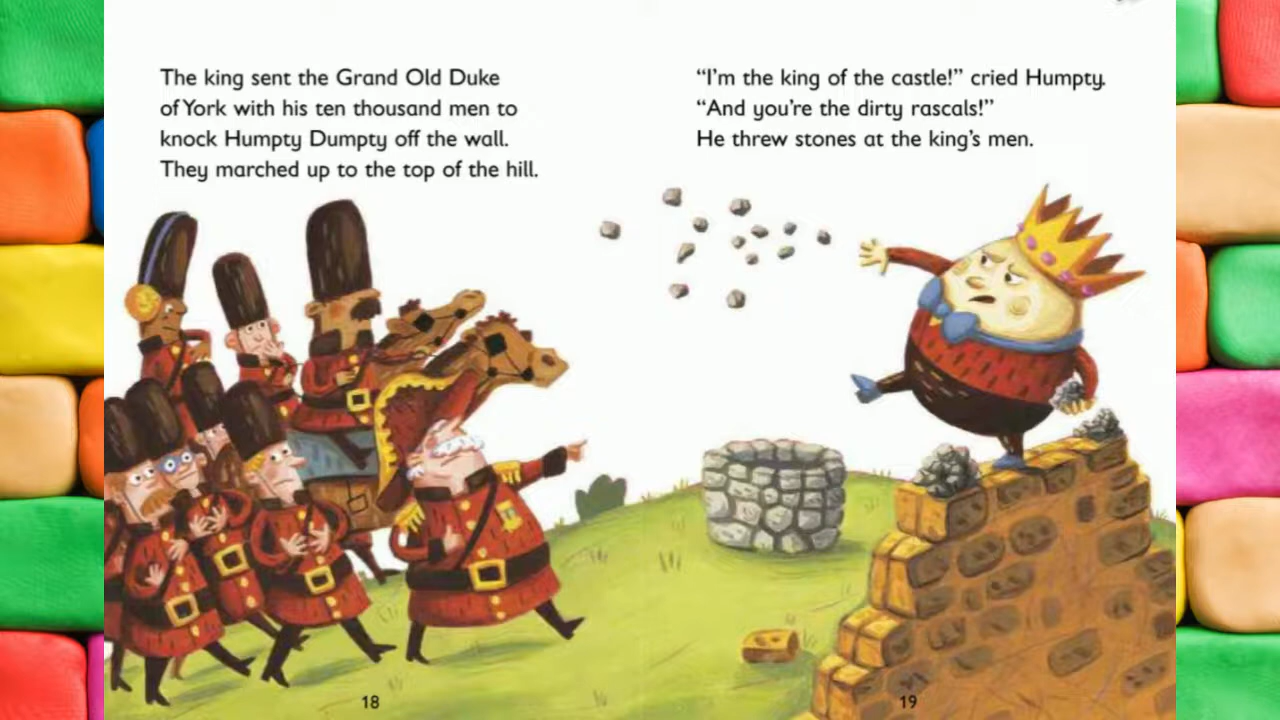 The king sent the Grand Old Duke
of York with his ten thousand men to
knock Humpty Dumpty off the wall.
They marched up to the top of the hill.
“I’m the king of the castle!” cried Humpty.
“And you’re the dirty rascals!”
He threw stones at the king’s men.
18
19